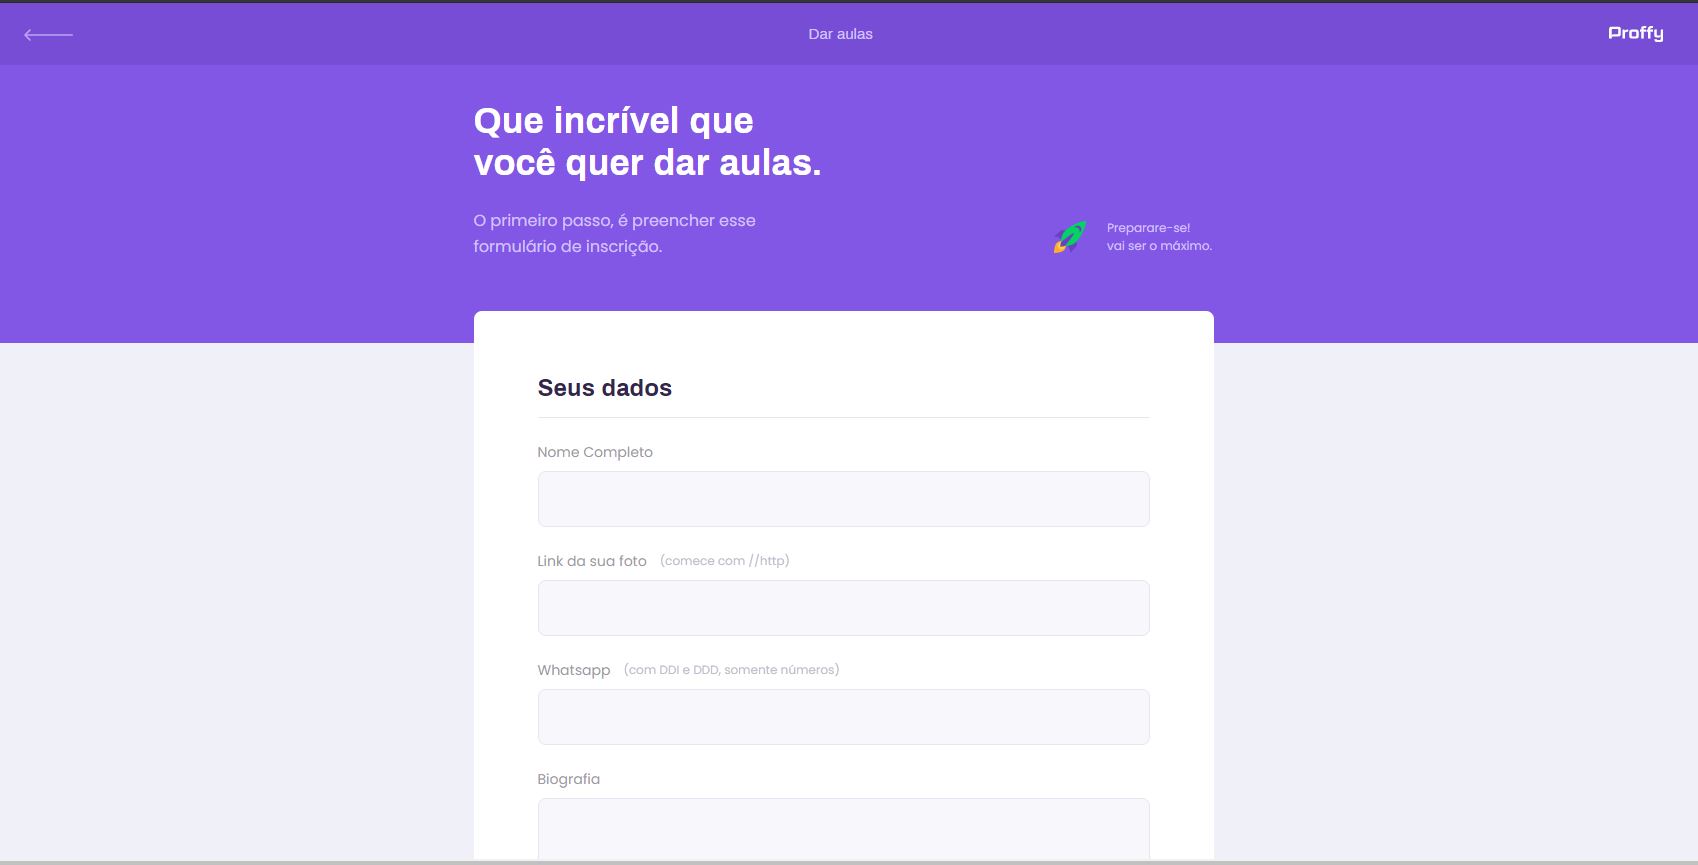 Dar aulas
Proffy
Que incrível que
você quer dar aulas.
O primeiro passo, é preencher esse
formulário de inscrição.
Preparare-se!
vai ser o máximo.
Seus dados
Nome Completo
Link da sua foto (comece com //http)
Whatsapp (com DDI e DDD, somente números)
Biografia